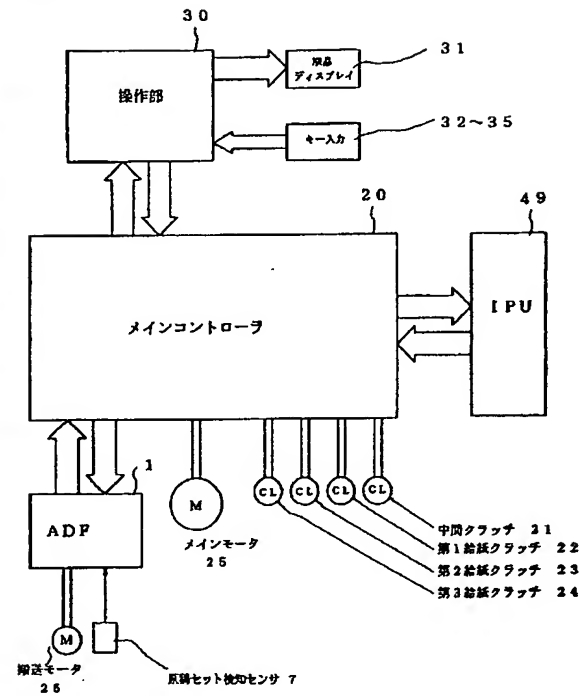 30
操作部
液晶
ディスプレイ
31
キー入力
32~35
20
メインコントローラ
49
IPU
1
ADF
M
メインモータ
25
CL
CL
CL
CL
中間クラッチ 21
第1給紙クラッチ 22
第2給紙クラッチ 23
第3給紙クラッチ 24
M
搬送モータ
26
原稿セット検知センサ 7